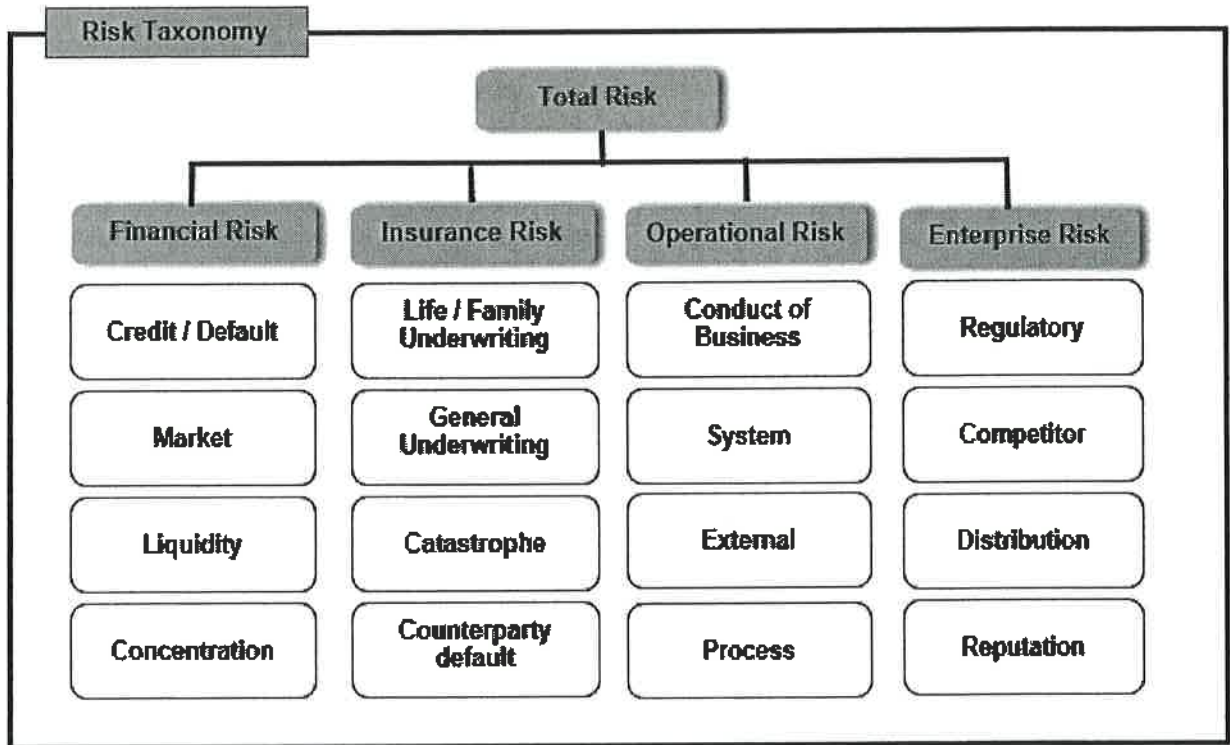 Risk Taxonomy
Total Risk
Financial Risk
Insurance Risk
Operational Risk
Enterprise Risk
Credit / Default
Life / Family
Underwriting
Conduct of
Business
Regulatory
Market
General
Underwriting
System
Competitor
Liquidity
Catastrophe
External
Distribution
Concentration
Counterparty
default
Process
Reputation